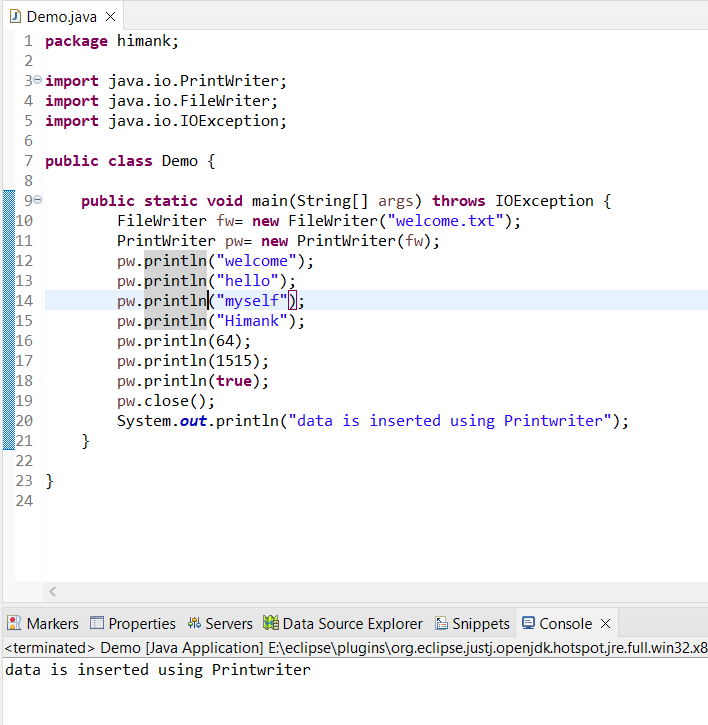 Demo.java
1 package himank;
2
3 import java.io.PrintWriter;
4 import java.io.FileWriter;
5 import java.io.IOException;
6
7 public class Demo {
8
9 public static void main(String[] args) throws IOException {
10 FileWriter fw= new FileWriter("welcome.txt");
11 PrintWriter pw= new PrintWriter(fw);
12 pw.println("welcome");
13 pw.println("hello");
14 pw.println("myself");
15 pw.println("Himank");
16 pw.println(64);
17 pw.println(1515);
18 pw.println(true);
19 pw.close();
20 System.out.println("data is inserted using Printwriter");
21 }
22
23 }
24
Markers Properties Servers Data Source Explorer Snippets Console
<terminated> Demo [Java Application] E:\eclipse\plugins\org.eclipse.justj.openjdk.hotspot.jre.full.win32.x8
data is inserted using Printwriter